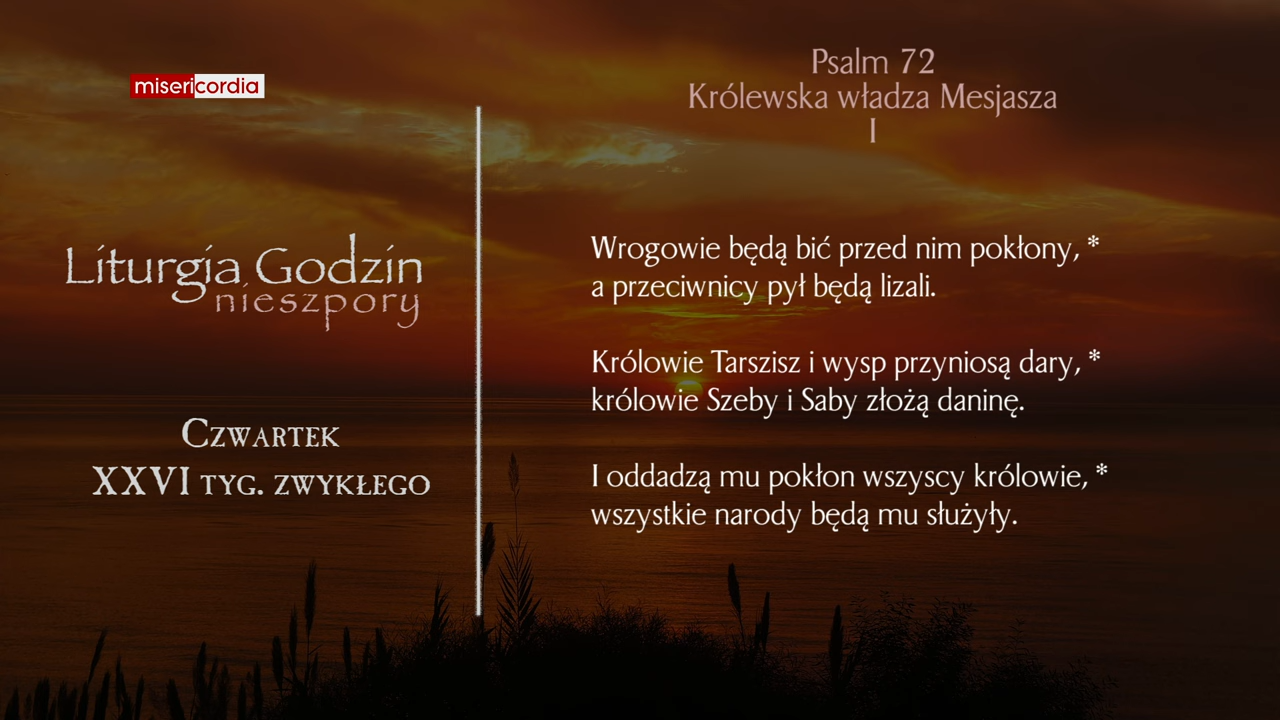 misericordia
Liturgia Godzin
nieszpory
Czwartek
XXVI tyg. zwykłego
Psalm 72
Królewska władza Mesjasza
I
Wrogowie będą bić przed nim pokłony, *
a przeciwnicy pył będą lizali.
Królowie Tarszisz i wysp przyniosą dary, *
królowie Szeby i Saby złożą daninę.
I oddadzą mu pokłon wszyscy królowie, *
wszystkie narody będą mu służyły.